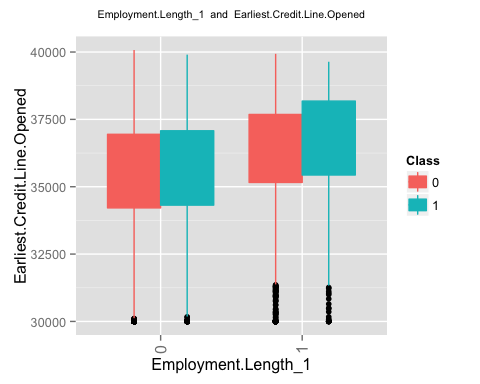 Employment.Length_1 and Earliest.Credit.Line.Opened
40000
37500
35000
32500
30000
Earliest.Credit.Line.Opened
0
1
Employment.Length_1
Class
0
1